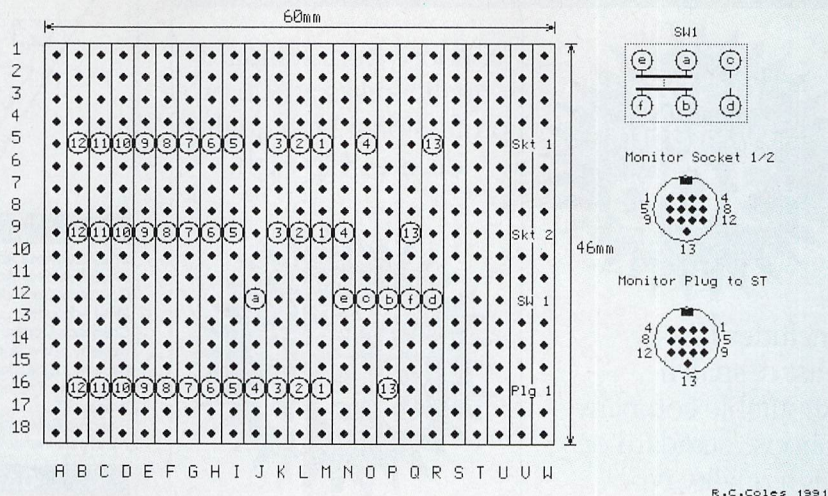 60mm
1
2
3
4
5 12 11 10 9 8 7 6 5 3 2 1 4 13 Skt 1
6
7
8
9 12 11 10 9 8 7 6 5 3 2 1 4 13 Skt 2
10
46mm
11
12 a e c b f d SW 1
13
14
15
16 12 11 10 9 8 7 6 5 4 3 2 1 13 Plg 1
17
18
A B C D E F G H I J K L M N O P Q R S T U V W
SW1
e a c
f b d
Monitor Socket 1/2
1 4
5 8
9 12
13
Monitor Plug to ST
4 1
8 5
12 9
13
R.C.Coles 1991